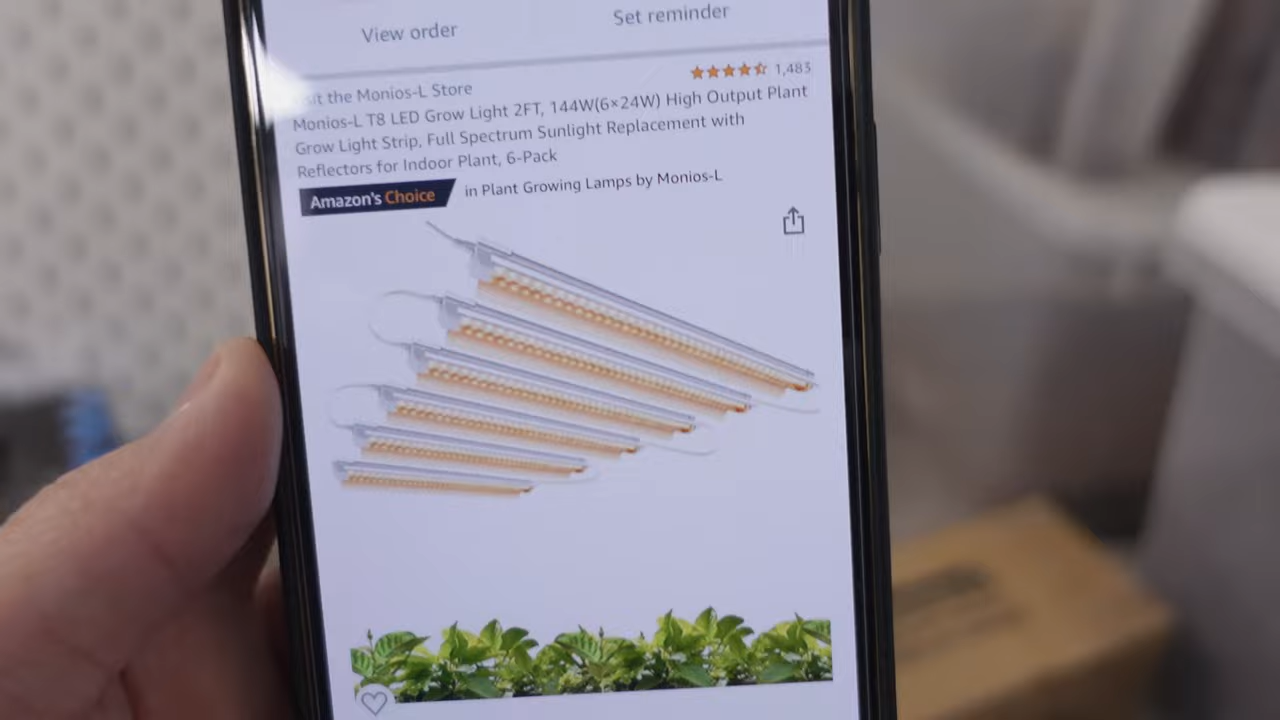 View order
Set reminder
the Monios-L Store
1,483
Monios-L T8 LED Grow Light 2FT, 144W(6×24W) High Output Plant
Grow Light Strip, Full Spectrum Sunlight Replacement with
Reflectors for Indoor Plant, 6-Pack
Amazon's Choice in Plant Growing Lamps by Monios-L